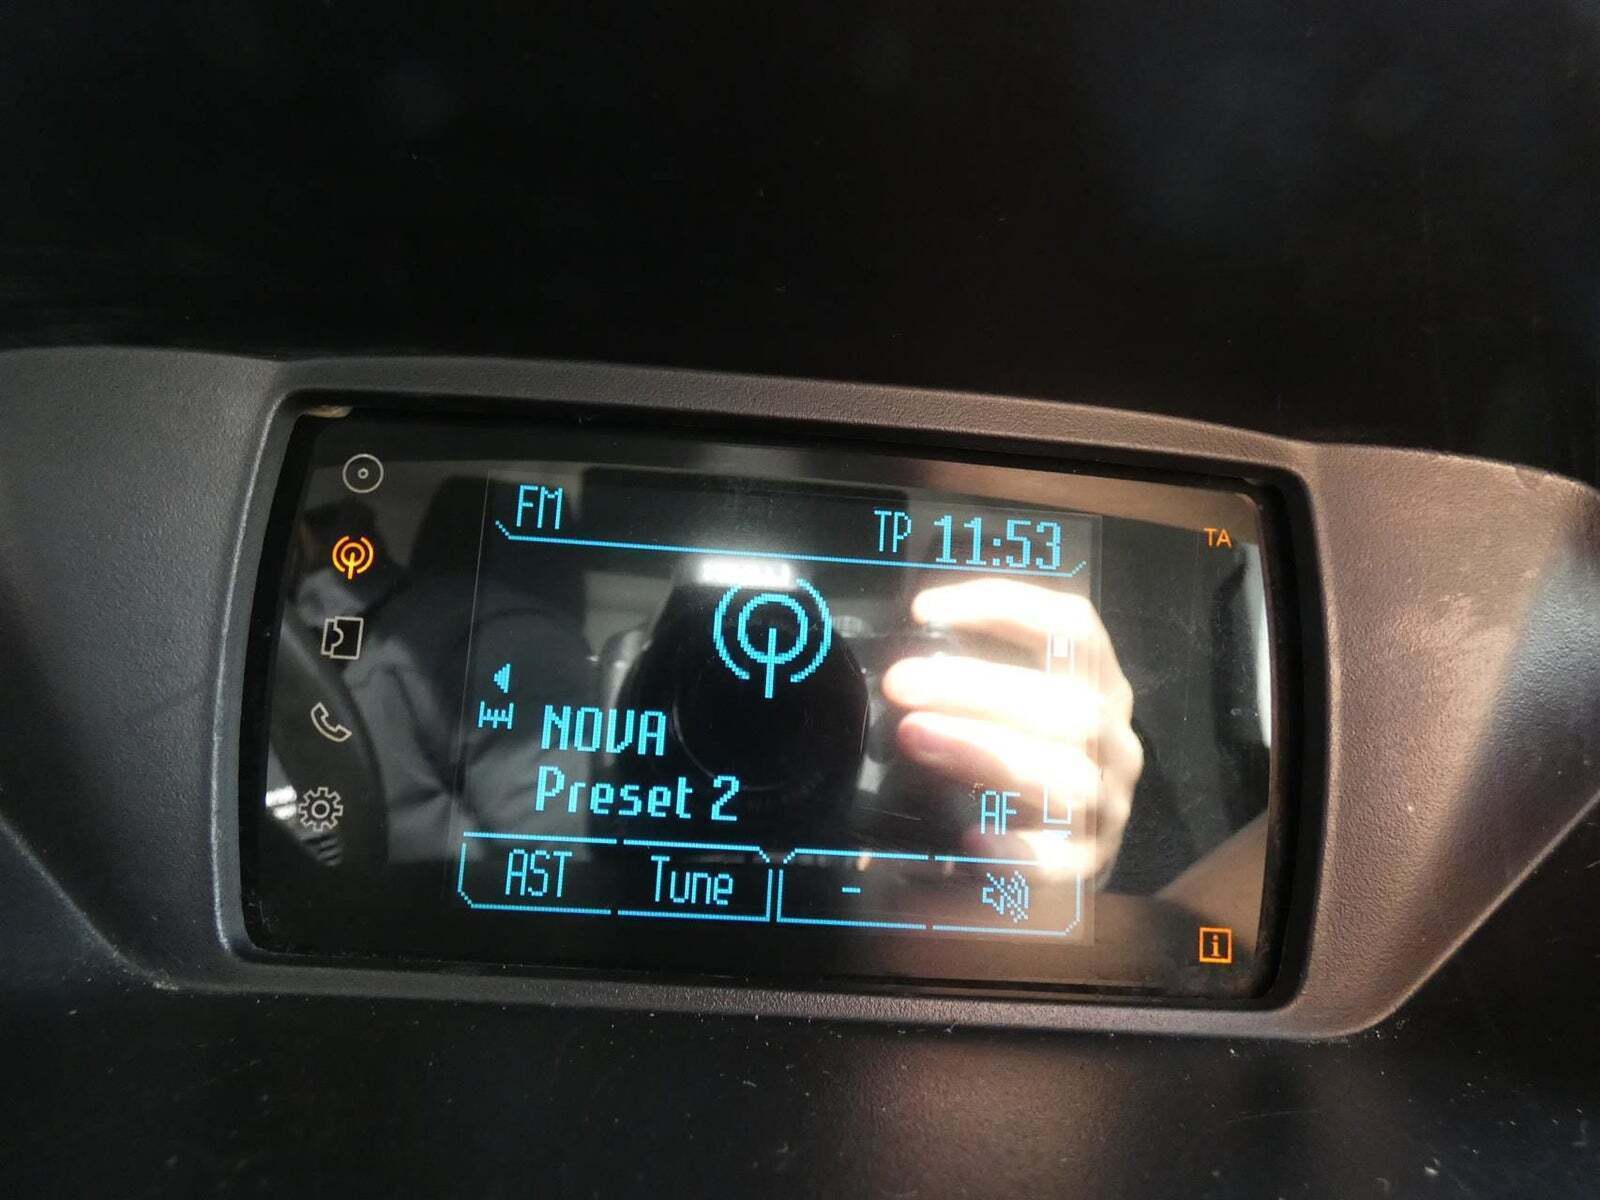 FM TP 11:53
TA
NOVA
Preset 2
AF
AST Tune -
i